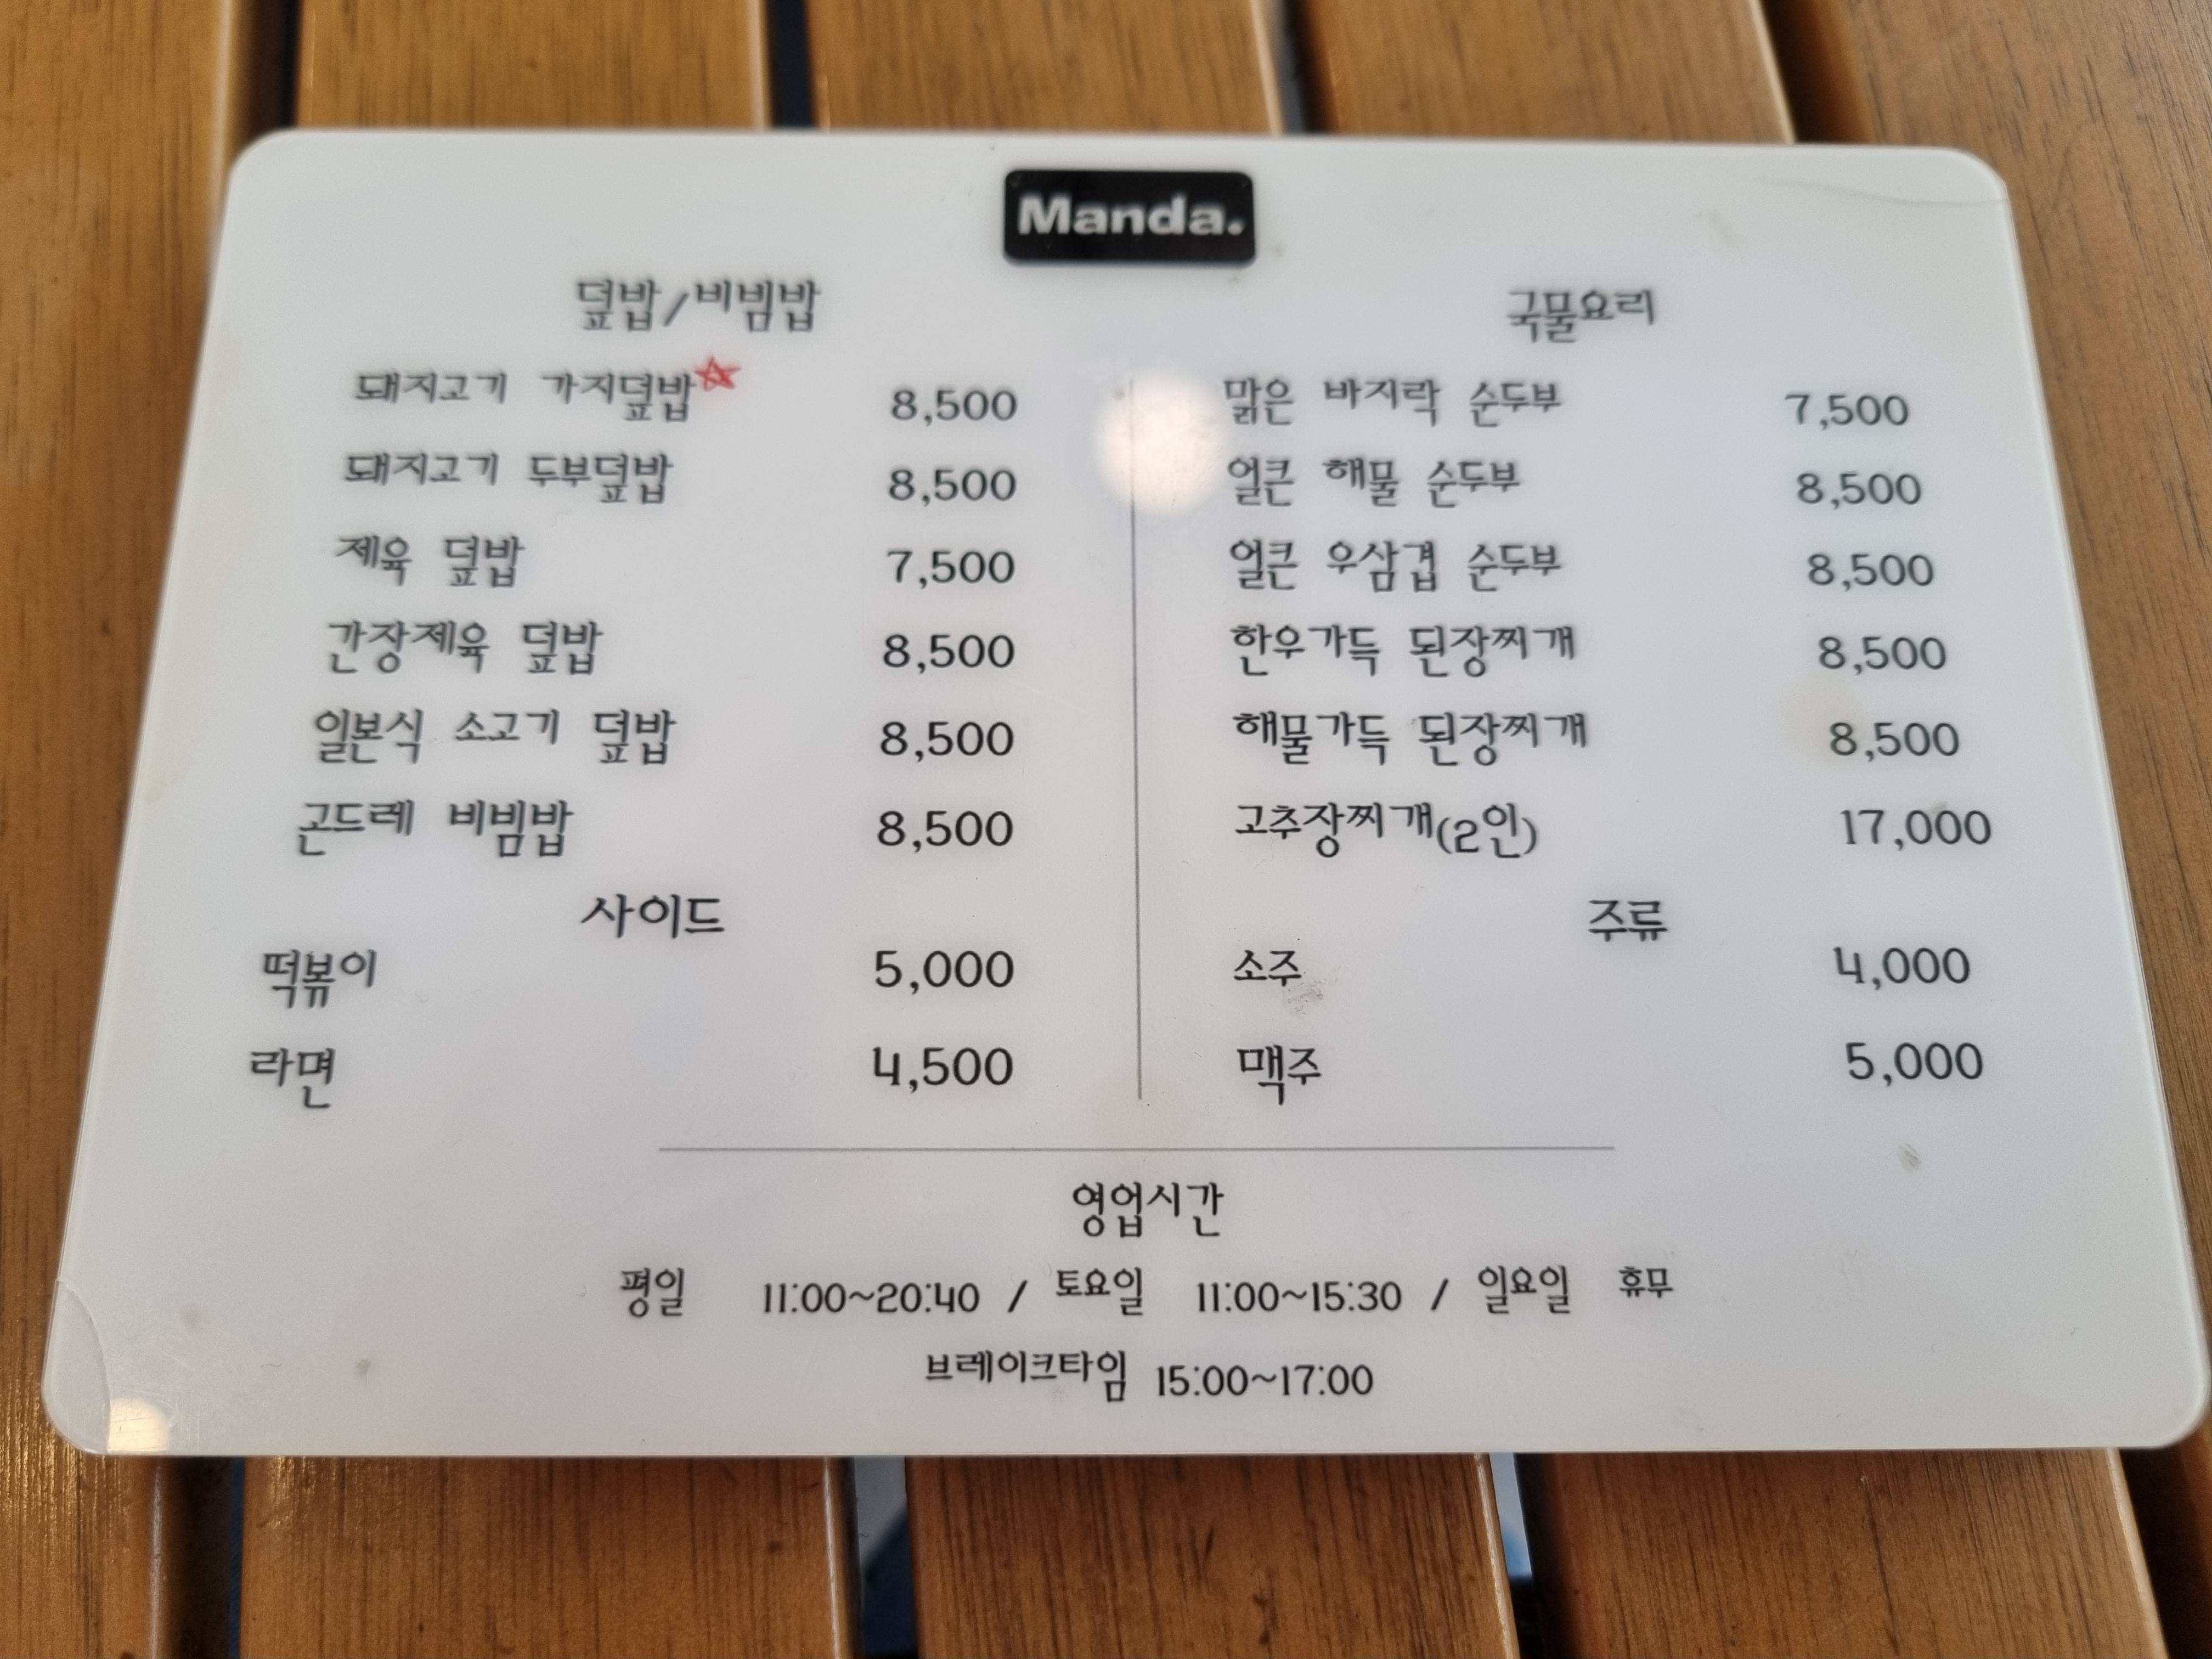 Manda.
덮밥/비빔밥
돼지고기 가지덮밥☆ 8,500
돼지고기 두부덮밥 8,500
제육 덮밥 7,500
간장제육 덮밥 8,500
일본식 소고기 덮밥 8,500
곤드레 비빔밥 8,500
사이드
떡볶이 5,000
라면 4,500
국물요리
맑은 바지락 순두부 7,500
얼큰 해물 순두부 8,500
얼큰 우삼겹 순두부 8,500
한우가득 된장찌개 8,500
해물가득 된장찌개 8,500
고추장찌개(2인) 17,000
주류
소주 4,000
맥주 5,000
영업시간
평일 11:00~20:40 / 토요일 11:00~15:30 / 일요일 휴무
브레이크타임 15:00~17:00